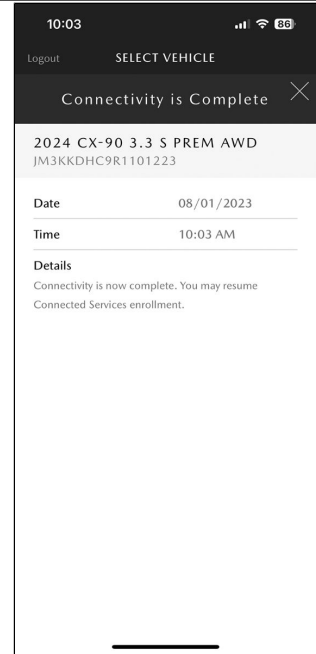 10:03
86
Logout
SELECT VEHICLE
Connectivity is Complete
2024 CX-90 3.3 S PREM AWD
JM3KKDHC9R1101223
Date 08/01/2023
Time 10:03 AM
Details
Connectivity is now complete. You may resume
Connected Services enrollment.